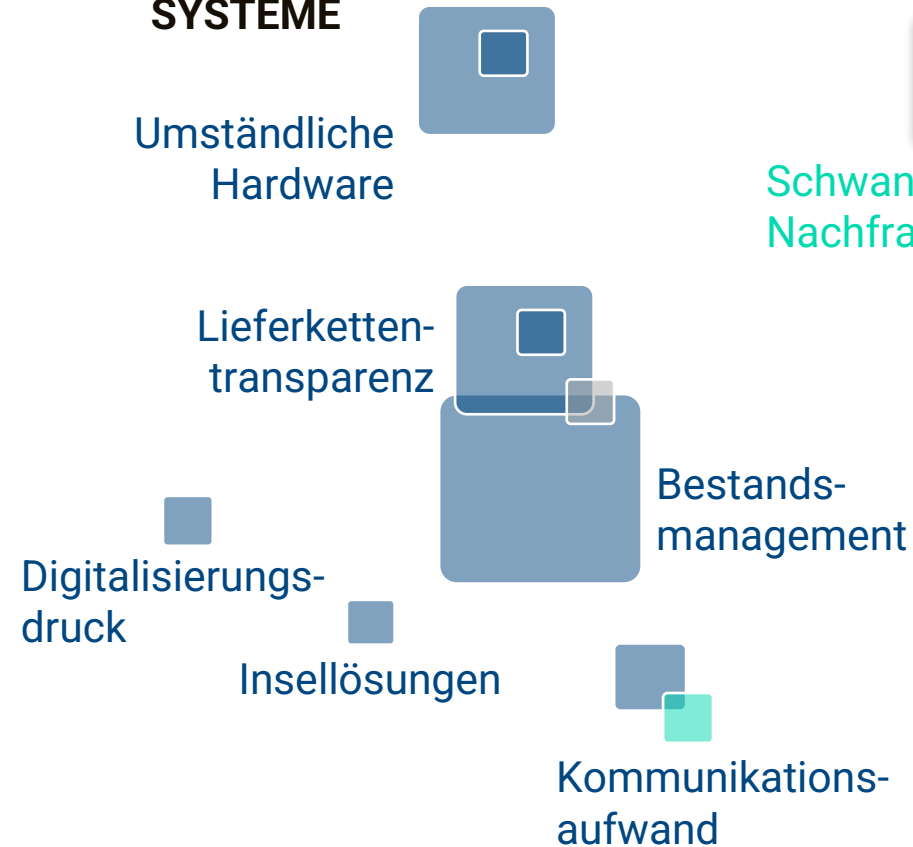 SYSTEME
Umständliche
Hardware
Lieferketten-
transparenz
Bestands-
management
Digitalisierungs-
druck
Insellösungen
Kommunikations-
aufwand